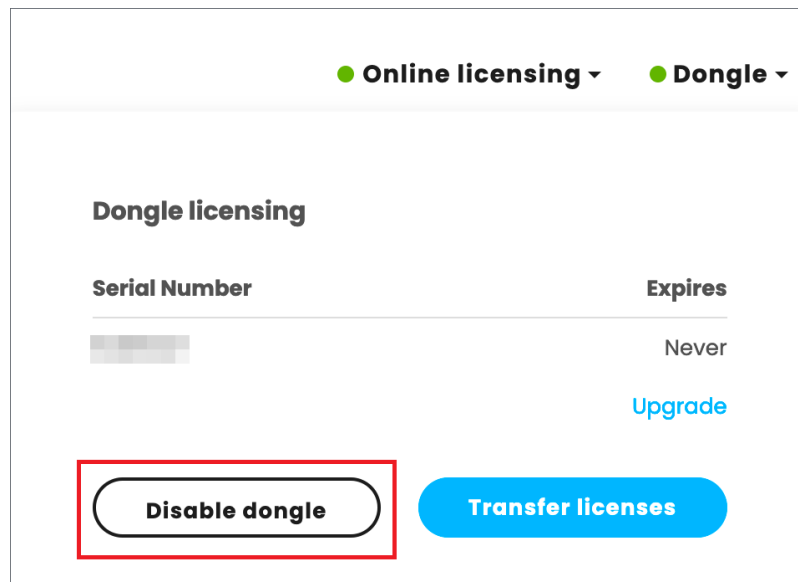 Online licensing Dongle
Dongle licensing
Serial Number Expires
Never
Upgrade
Disable dongle Transfer licenses